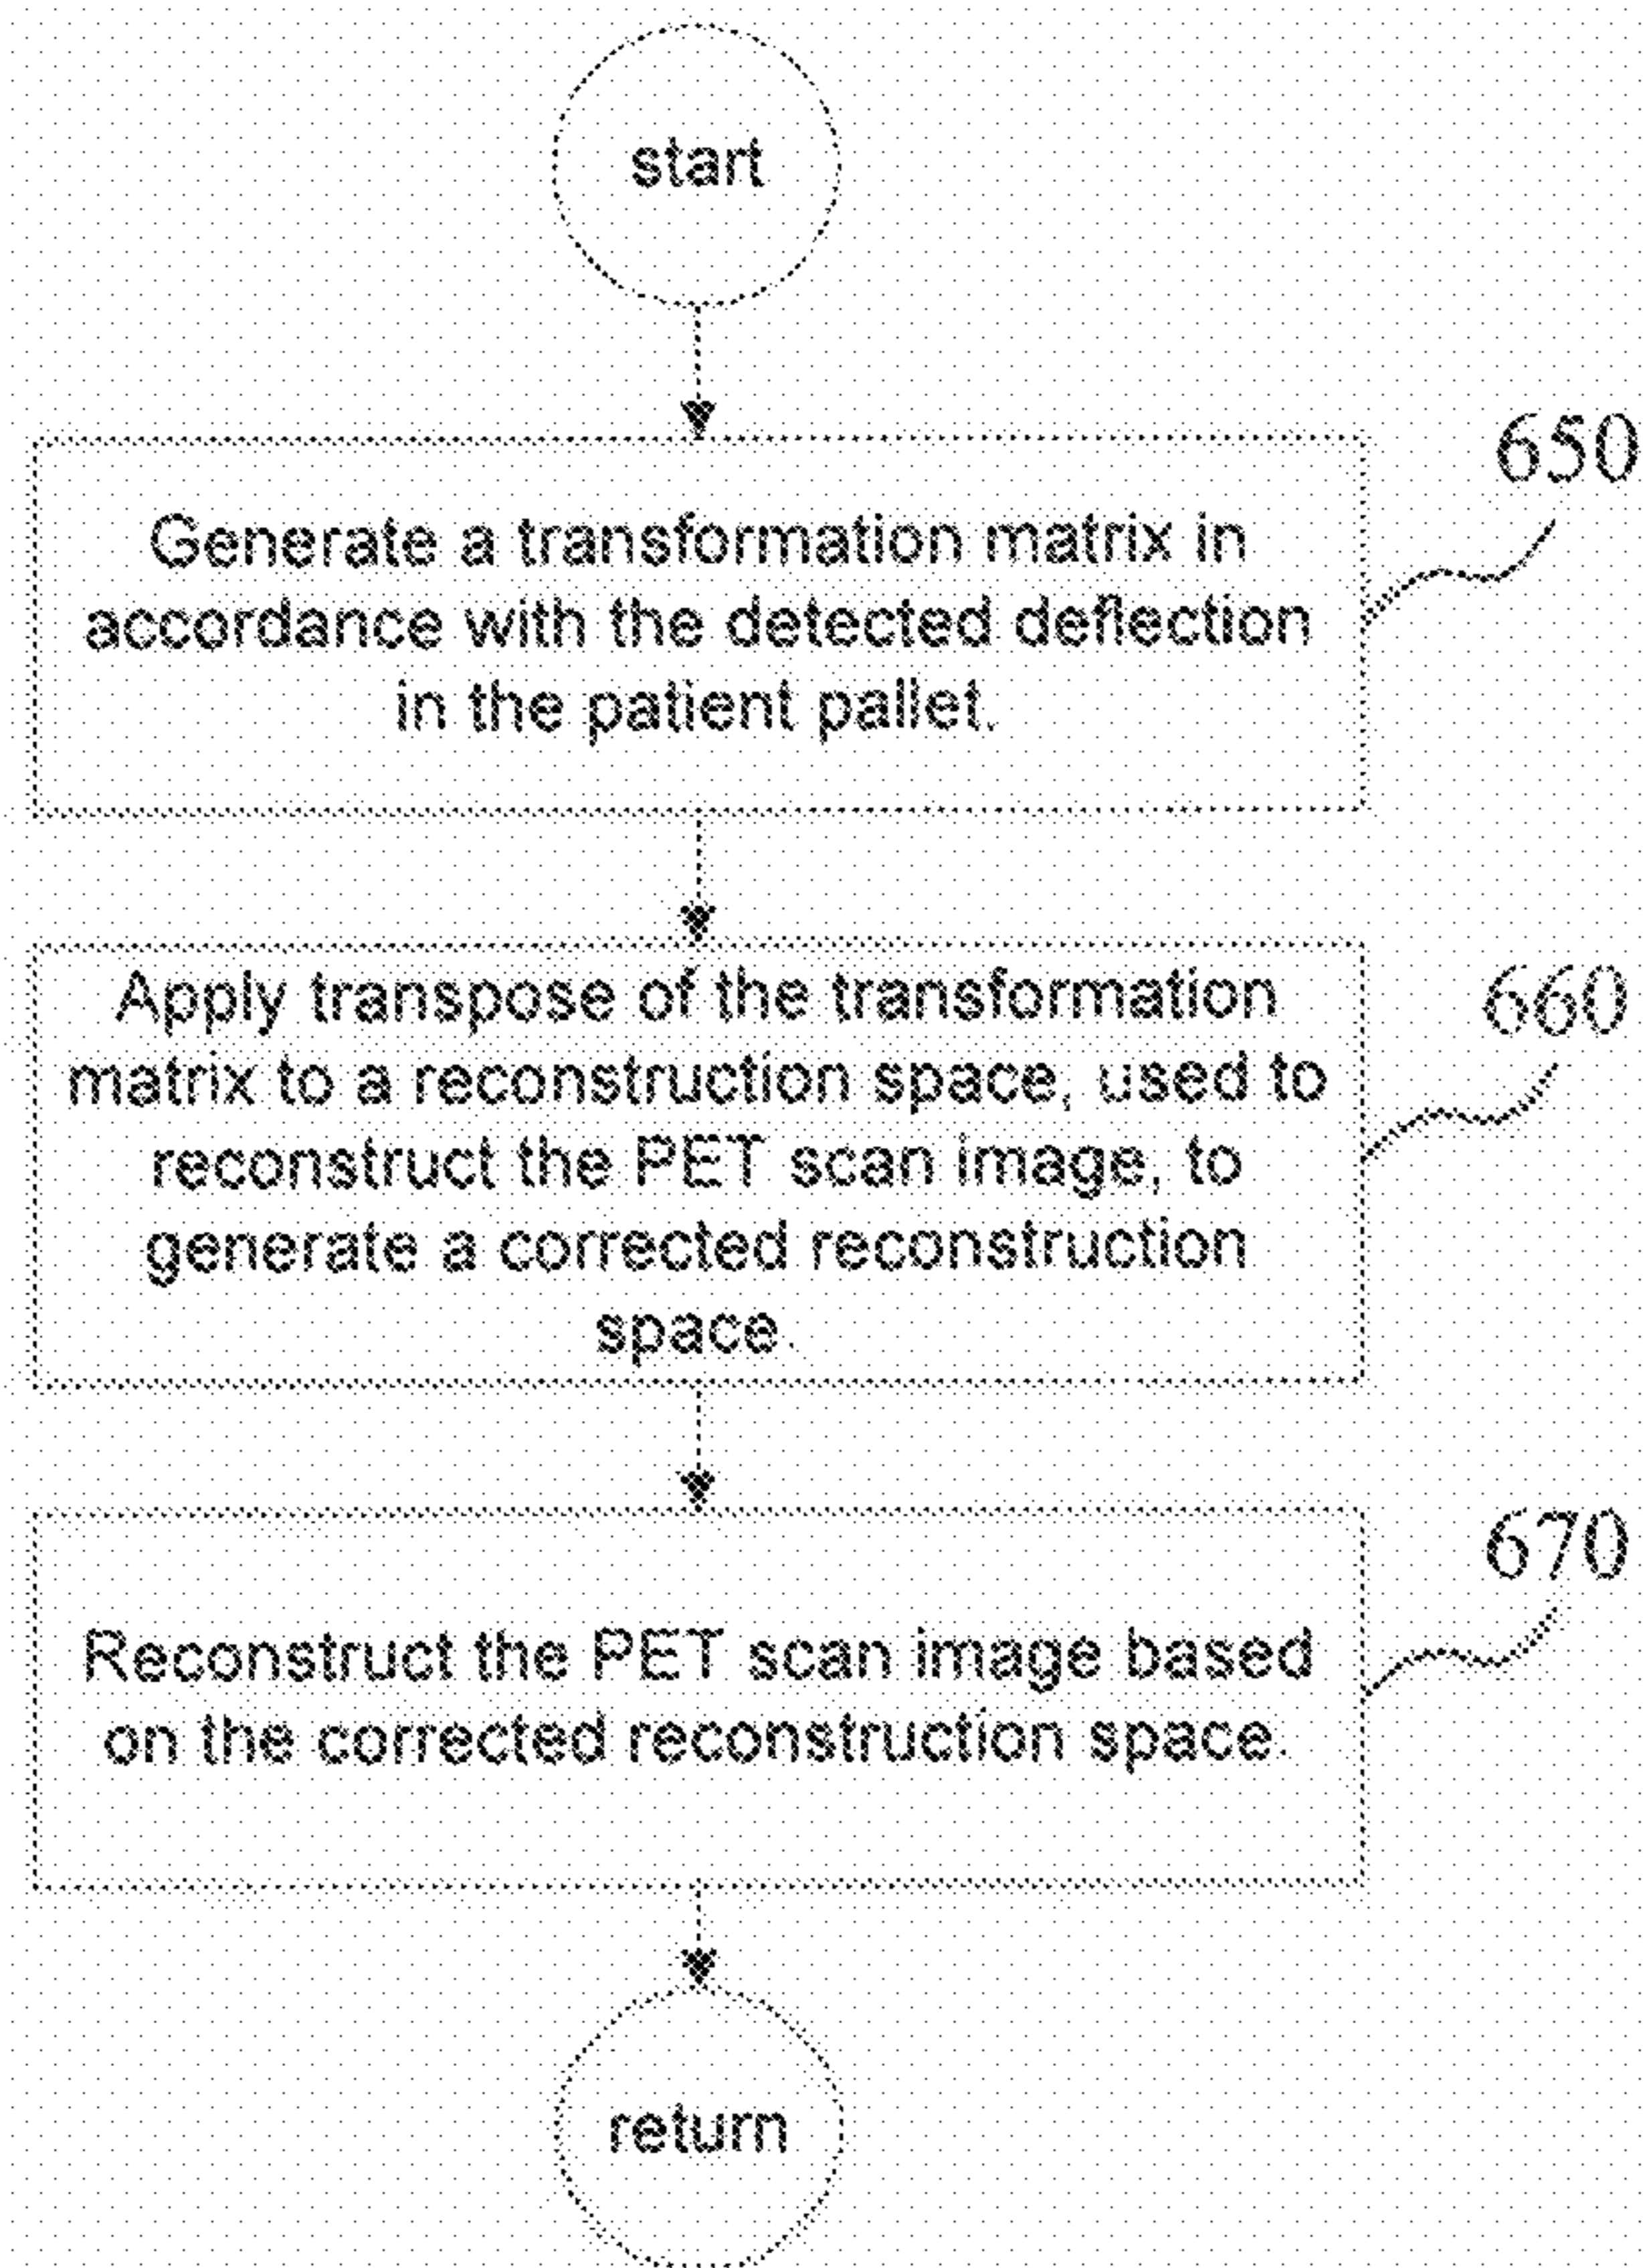 start
650
Generate a transformation matrix in
accordance with the detected deflection
in the patient pallet.
660
Apply transpose of the transformation
matrix to a reconstruction space, used to
reconstruct the PET scan image, to
generate a corrected reconstruction
space.
670
Reconstruct the PET scan image based
on the corrected reconstruction space.
return